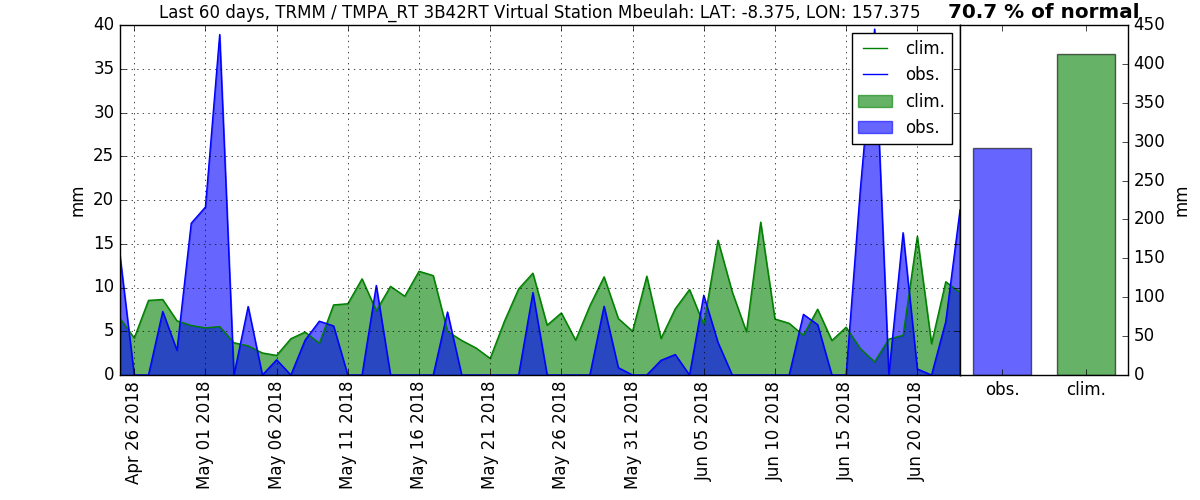 Last 60 days, TRMM / TMPA_RT 3B42RT Virtual Station Mbeulah: LAT: -8.375, LON: 157.375
70.7 % of normal
40
35
30
25
20
15
10
5
0
mm
clim.
obs.
clim.
obs.
450
400
350
300
250
200
150
100
50
0
mm
obs.
clim.
Apr 26 2018
May 01 2018
May 06 2018
May 11 2018
May 16 2018
May 21 2018
May 26 2018
May 31 2018
Jun 05 2018
Jun 10 2018
Jun 15 2018
Jun 20 2018